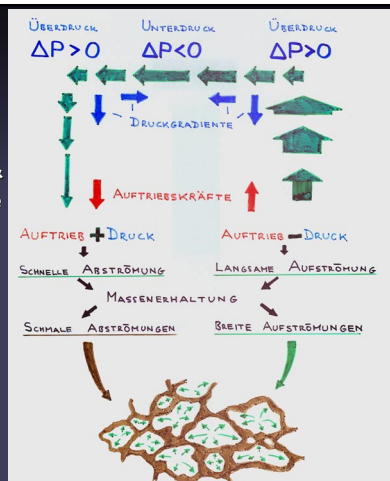 ÜBERDRUCK UNTERDRUCK ÜBERDRUCK
ΔP>0 ΔP<0 ΔP>0
DRUCKGRADIENTE
AUFTRIEBSKRÄFTE
AUFTRIEB + DRUCK AUFTRIEB - DRUCK
SCHNELLE ABSTRÖMUNG LANGSAME AUFSTRÖMUNG
MASSENERHALTUNG
SCHMALE ABSTRÖMUNGEN BREITE AUFSTRÖMUNGEN